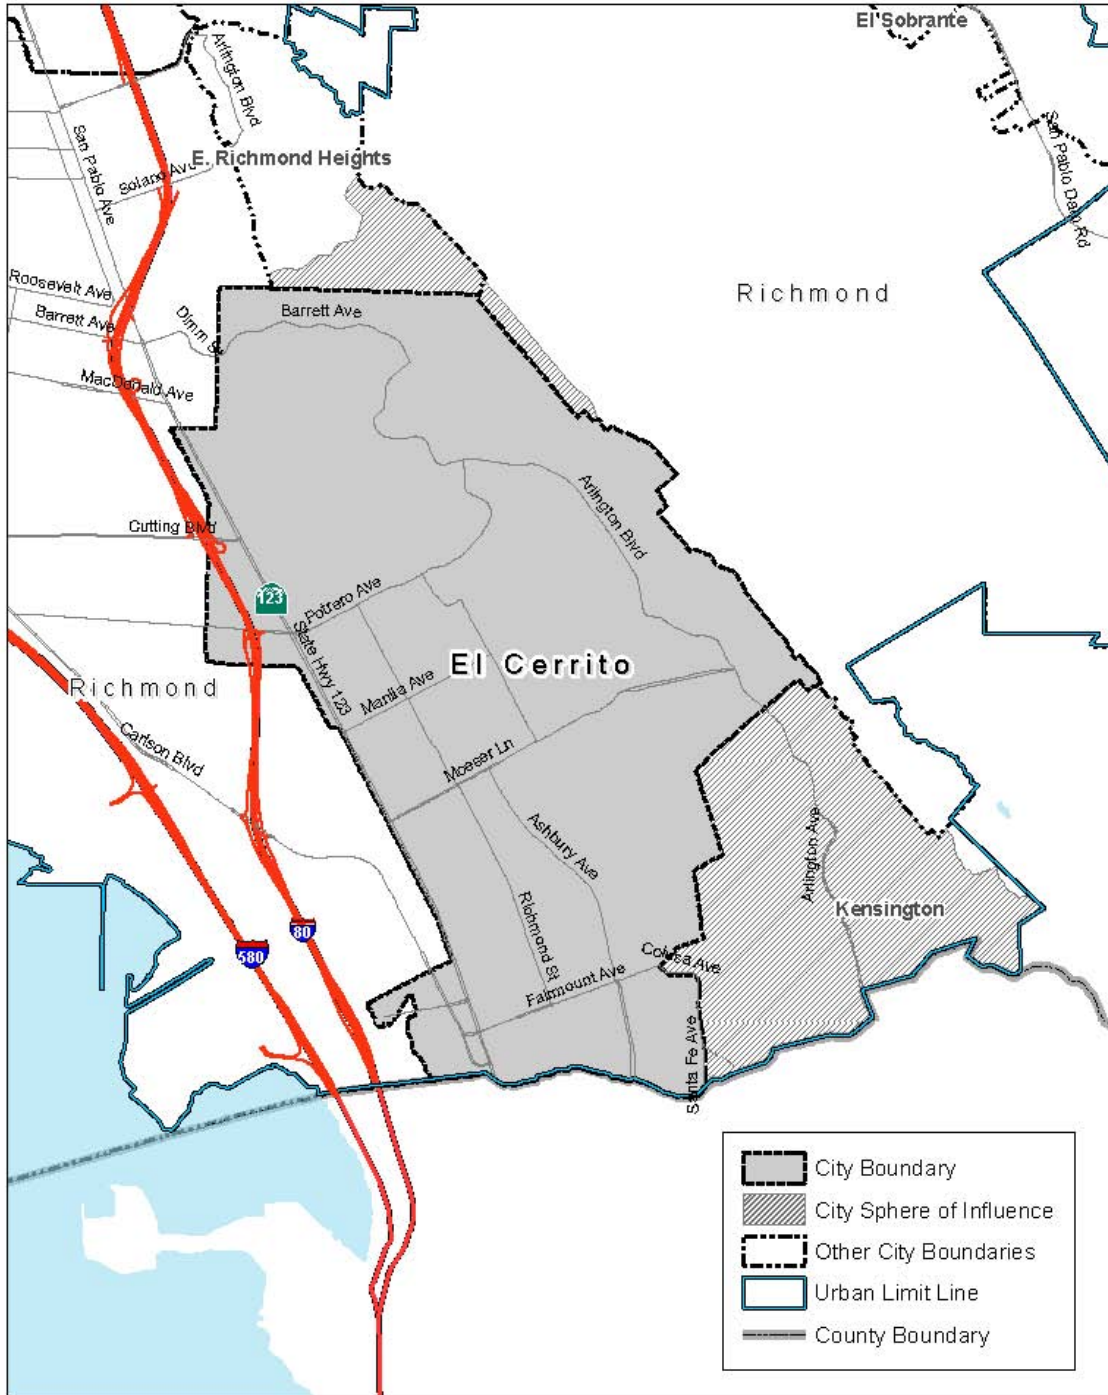 El Sobrante
Arlington Blvd
San Pablo Ave
E. Richmond Heights
Solano Ave
San Pablo Dam Rd
Roosevelt Ave
Barrett Ave
Dimm St
Barrett Ave
Richmond
MacDonald Ave
Arlington Blvd
Cutting Blvd
123
Potrero Ave
State Hwy 123
El Cerrito
Richmond
Manila Ave
Carlson Blvd
Moeser Ln
Ashbury Ave
Arlington Ave
Richmond St
Kensington
80
580
Colusa Ave
Fairmount Ave
Santa Fe Ave
City Boundary
City Sphere of Influence
Other City Boundaries
Urban Limit Line
County Boundary